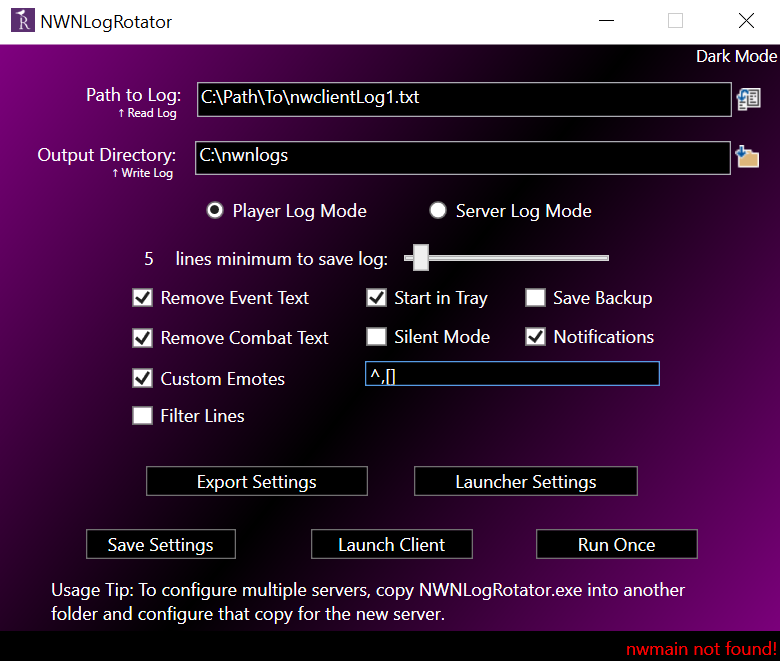 NWNLogRotator
Dark Mode
Path to Log: C:\Path\To\nwclientLog1.txt
↑ Read Log
Output Directory: C:\nwnlogs
↑ Write Log
Player Log Mode Server Log Mode
5 lines minimum to save log:
Remove Event Text Start in Tray Save Backup
Remove Combat Text Silent Mode Notifications
Custom Emotes ^,[]
Filter Lines
Export Settings Launcher Settings
Save Settings Launch Client Run Once
Usage Tip: To configure multiple servers, copy NWNLogRotator.exe into another
folder and configure that copy for the new server.
nwmain not found!